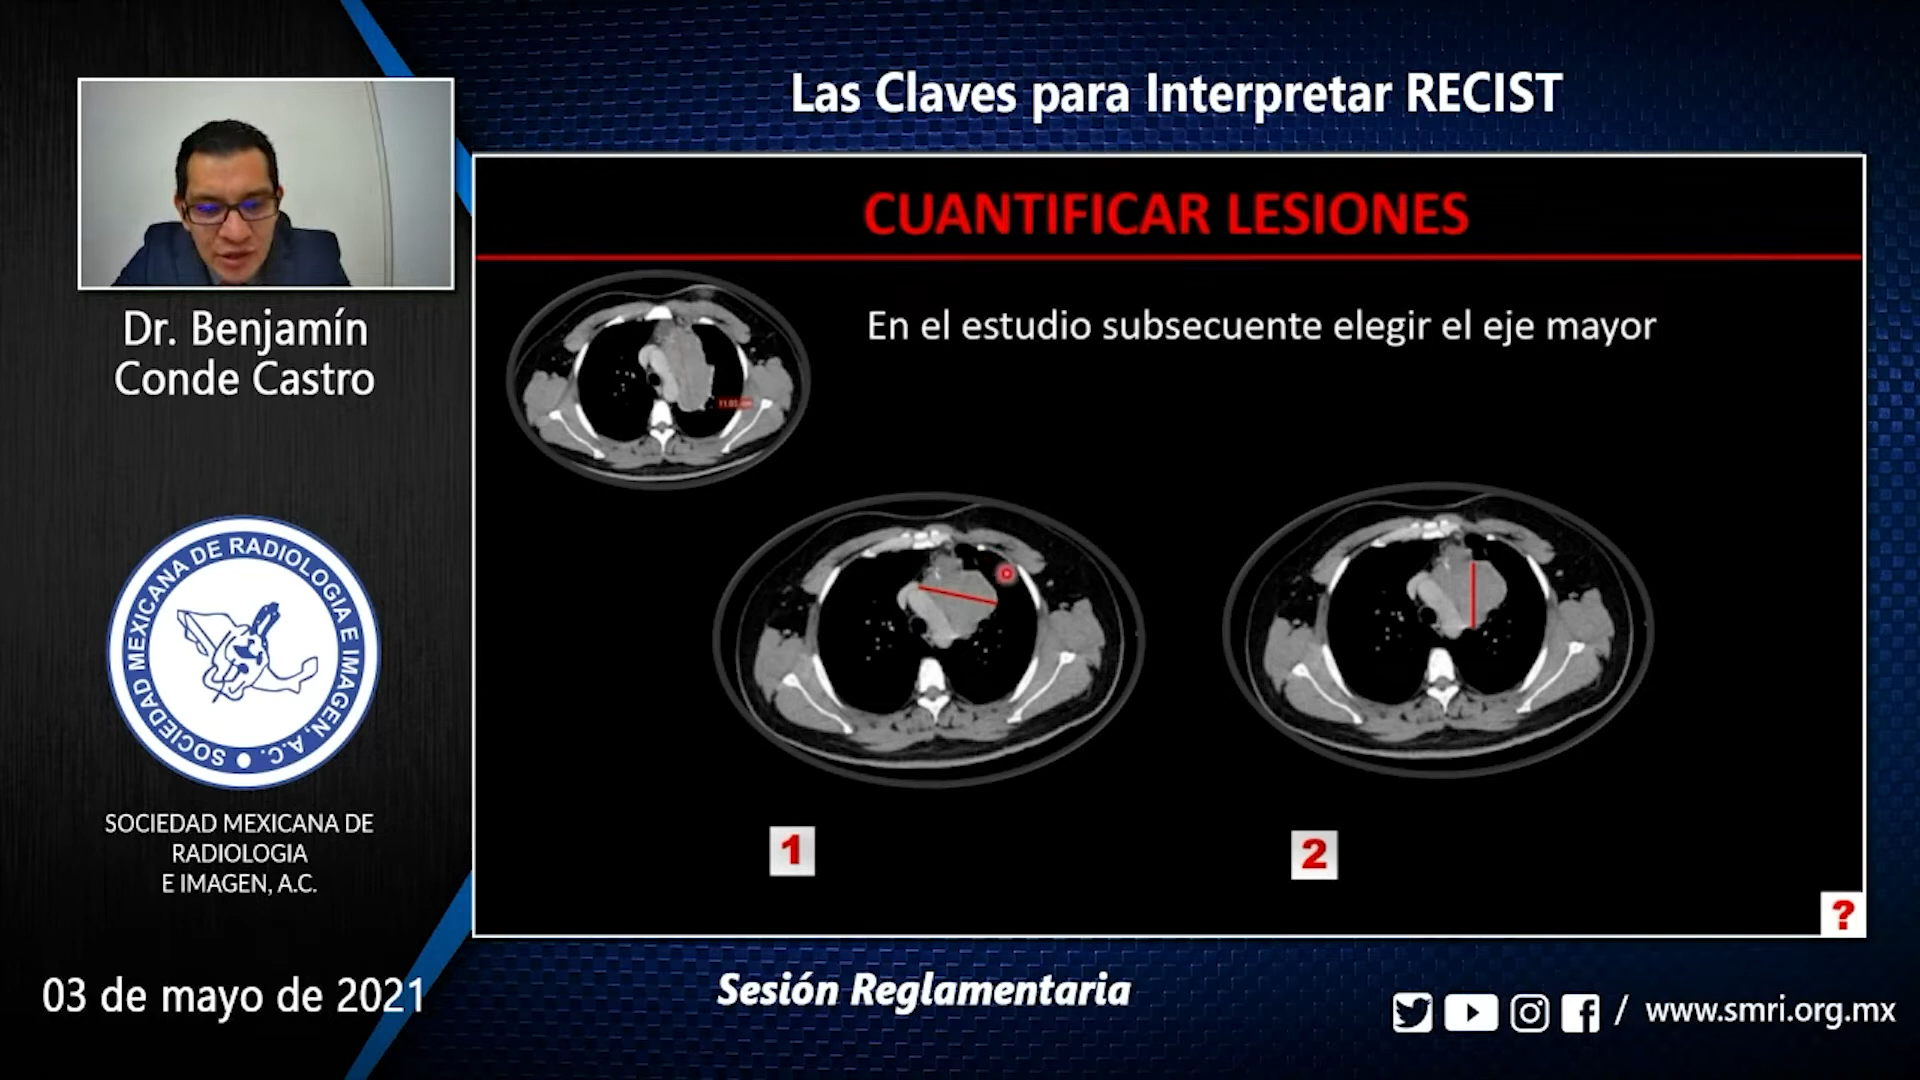 Las Claves para Interpretar RECIST
Dr. Benjamín
Conde Castro
SOCIEDAD MEXICANA DE RADIOLOGIA E IMAGEN, A.C.
SOCIEDAD MEXICANA DE
RADIOLOGIA
E IMAGEN, A.C.
03 de mayo de 2021
CUANTIFICAR LESIONES
En el estudio subsecuente elegir el eje mayor
1
2
?
Sesión Reglamentaria
/ www.smri.org.mx